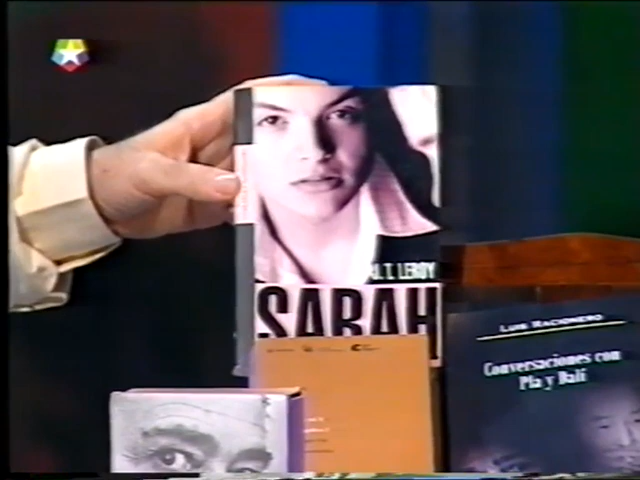 J. T. LEROY
SARAH
LUIS RACIONERO
Conversaciones con
Pla y Dalí